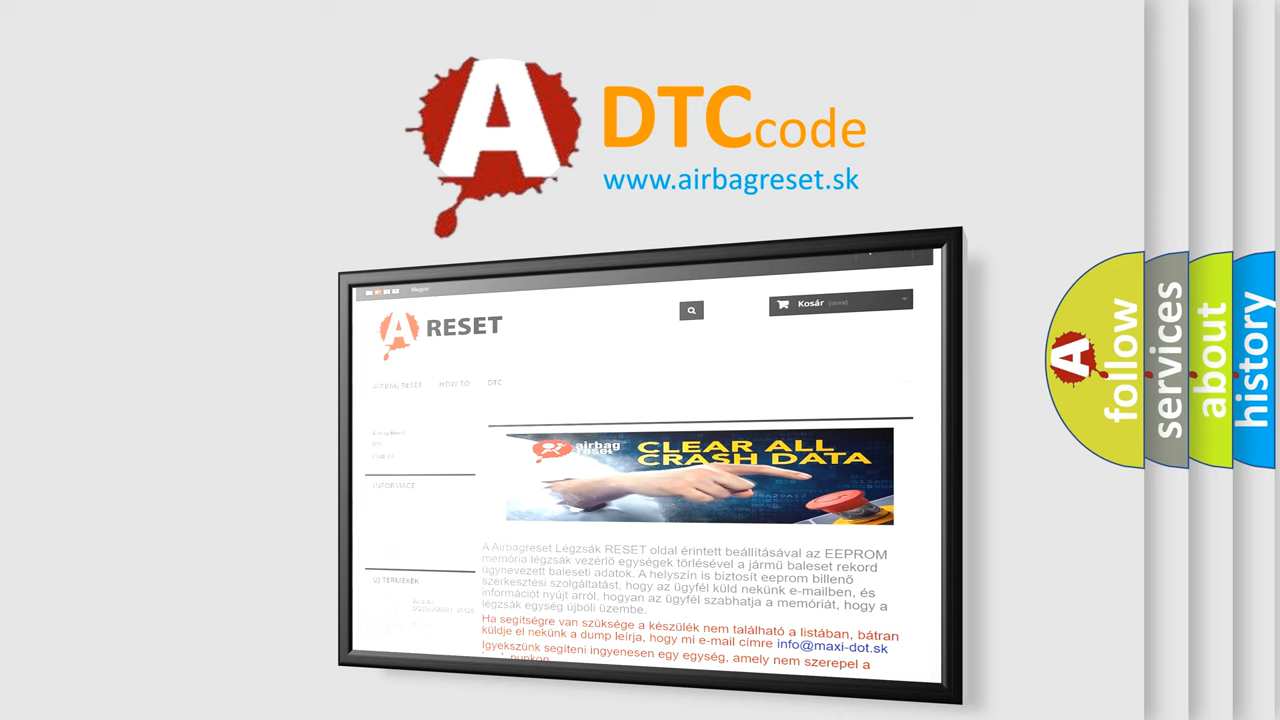 A DTC code
www.airbagreset.sk
Magyar
Kosár (üres)
A RESET
AIRBAG RESET HOW TO DTC
airbag
reset
CLEAR ALL
CRASH DATA
INFORMACE
A Airbagreset Légzsák RESET oldal érintett beállításával az EEPROM
memória légzsák vezérlő egységek törlésével a jármű baleset rekord
úgynevezett baleseti adatok. A helyszín is biztosít eeprom billenő
szerkesztési szolgáltatást, hogy az ügyfél küld nekünk e-mailben, és
információt nyújt arról, hogyan az ügyfél szabhatja a memóriát, hogy a
légzsák egység újbóli üzembe.
ÚJ TERMÉKEK
Ha segítségre van szüksége a készülék nem található a listában, bátran
küldje el nekünk a dump leírja, hogy mi e-mail címre info@maxi-dot.sk
Igyekszünk segíteni ingyenesen egy egység, amely nem szerepel a
A follow
services
about
history